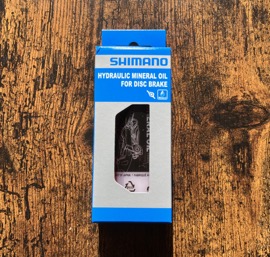 SHIMANO
HYDRAULIC MINERAL OIL
FOR DISC BRAKE